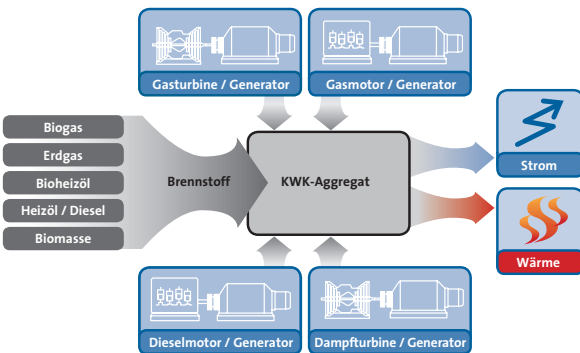 Gasturbine / Generator
Gasmotor / Generator
Biogas
Erdgas
Bioheizöl
Heizöl / Diesel
Biomasse
Brennstoff
KWK-Aggregat
Strom
Wärme
Dieselmotor / Generator
Dampfturbine / Generator